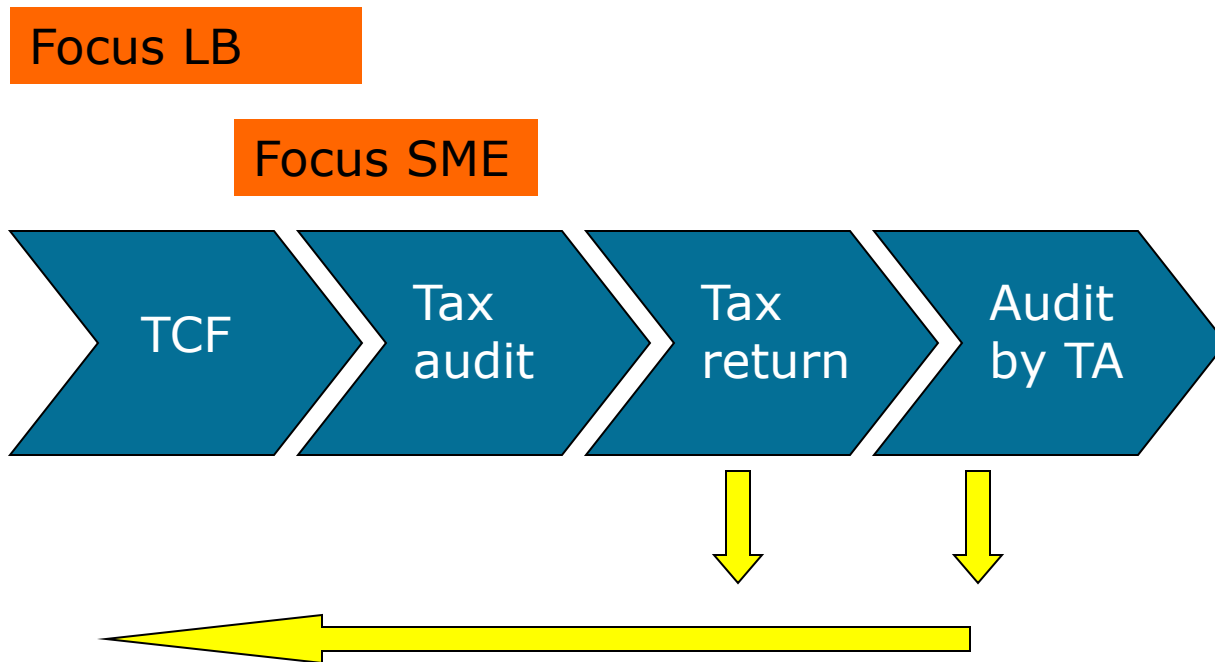 Focus LB
Focus SME
TCF
Tax
audit
Tax
return
Audit
by TA